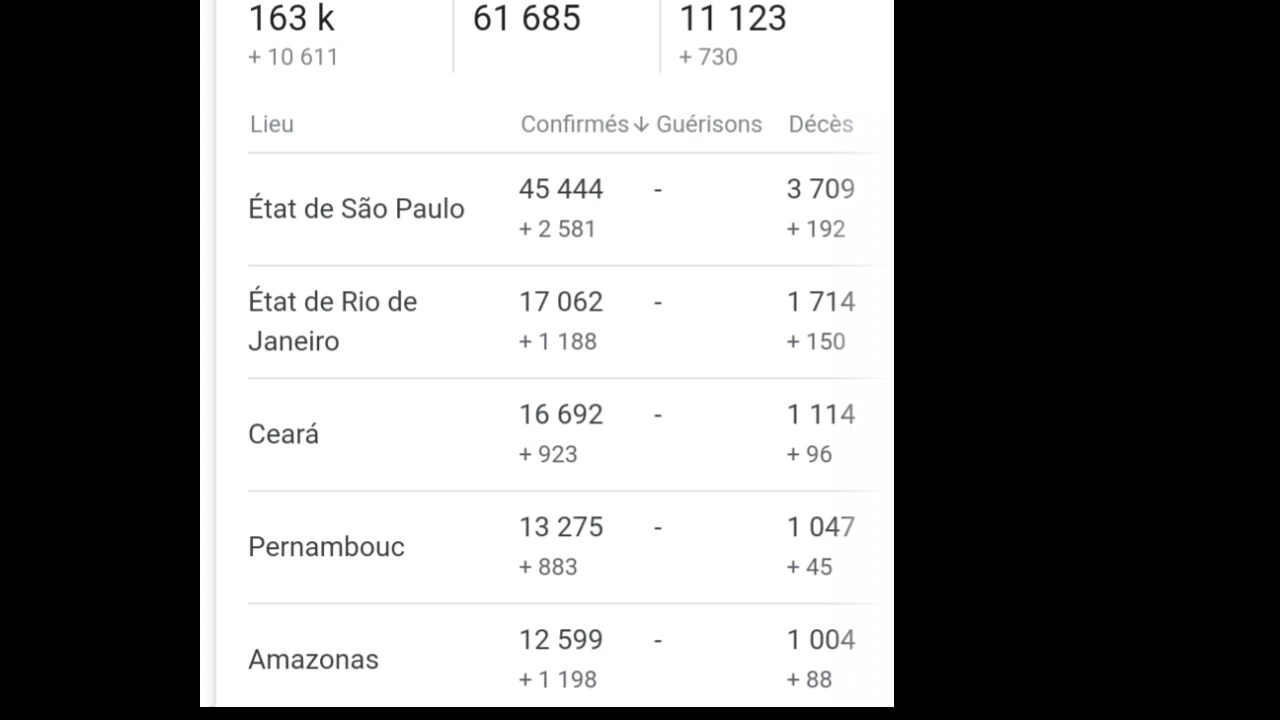 163 k 61 685 11 123
+ 10 611 + 730
Lieu Confirmés↓ Guérisons Décès
État de São Paulo 45 444 - 3 709
+ 2 581 + 192
État de Rio de 17 062 - 1 714
Janeiro + 1 188 + 150
Ceará 16 692 - 1 114
+ 923 + 96
Pernambouc 13 275 - 1 047
+ 883 + 45
Amazonas 12 599 - 1 004
+ 1 198 + 88